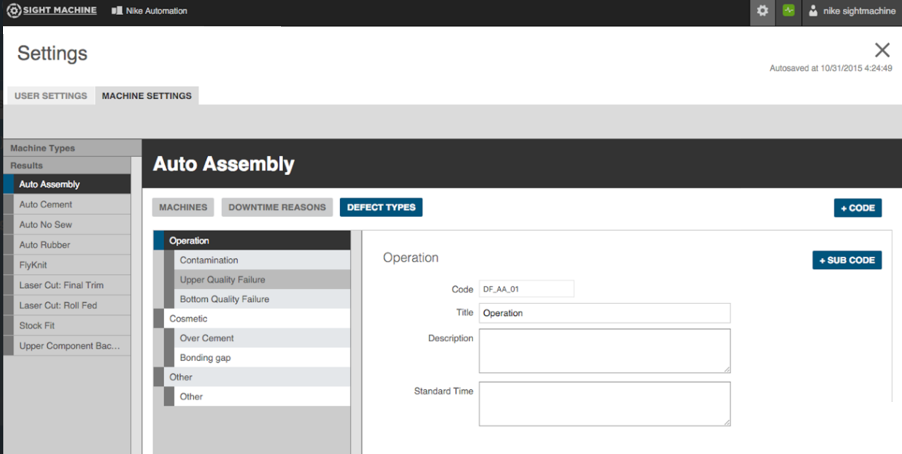 SIGHT MACHINE Nike Automation nike sightmachine
Settings
Autosaved at 10/31/2015 4:24:49
USER SETTINGS MACHINE SETTINGS
Machine Types
Results
Auto Assembly
Auto Cement
Auto No Sew
Auto Rubber
FlyKnit
Laser Cut: Final Trim
Laser Cut: Roll Fed
Stock Fit
Upper Component Bac...
Auto Assembly
MACHINES DOWNTIME REASONS DEFECT TYPES + CODE
Operation
Contamination
Upper Quality Failure
Bottom Quality Failure
Cosmetic
Over Cement
Bonding gap
Other
Other
Operation + SUB CODE
Code DF_AA_01
Title Operation
Description
Standard Time